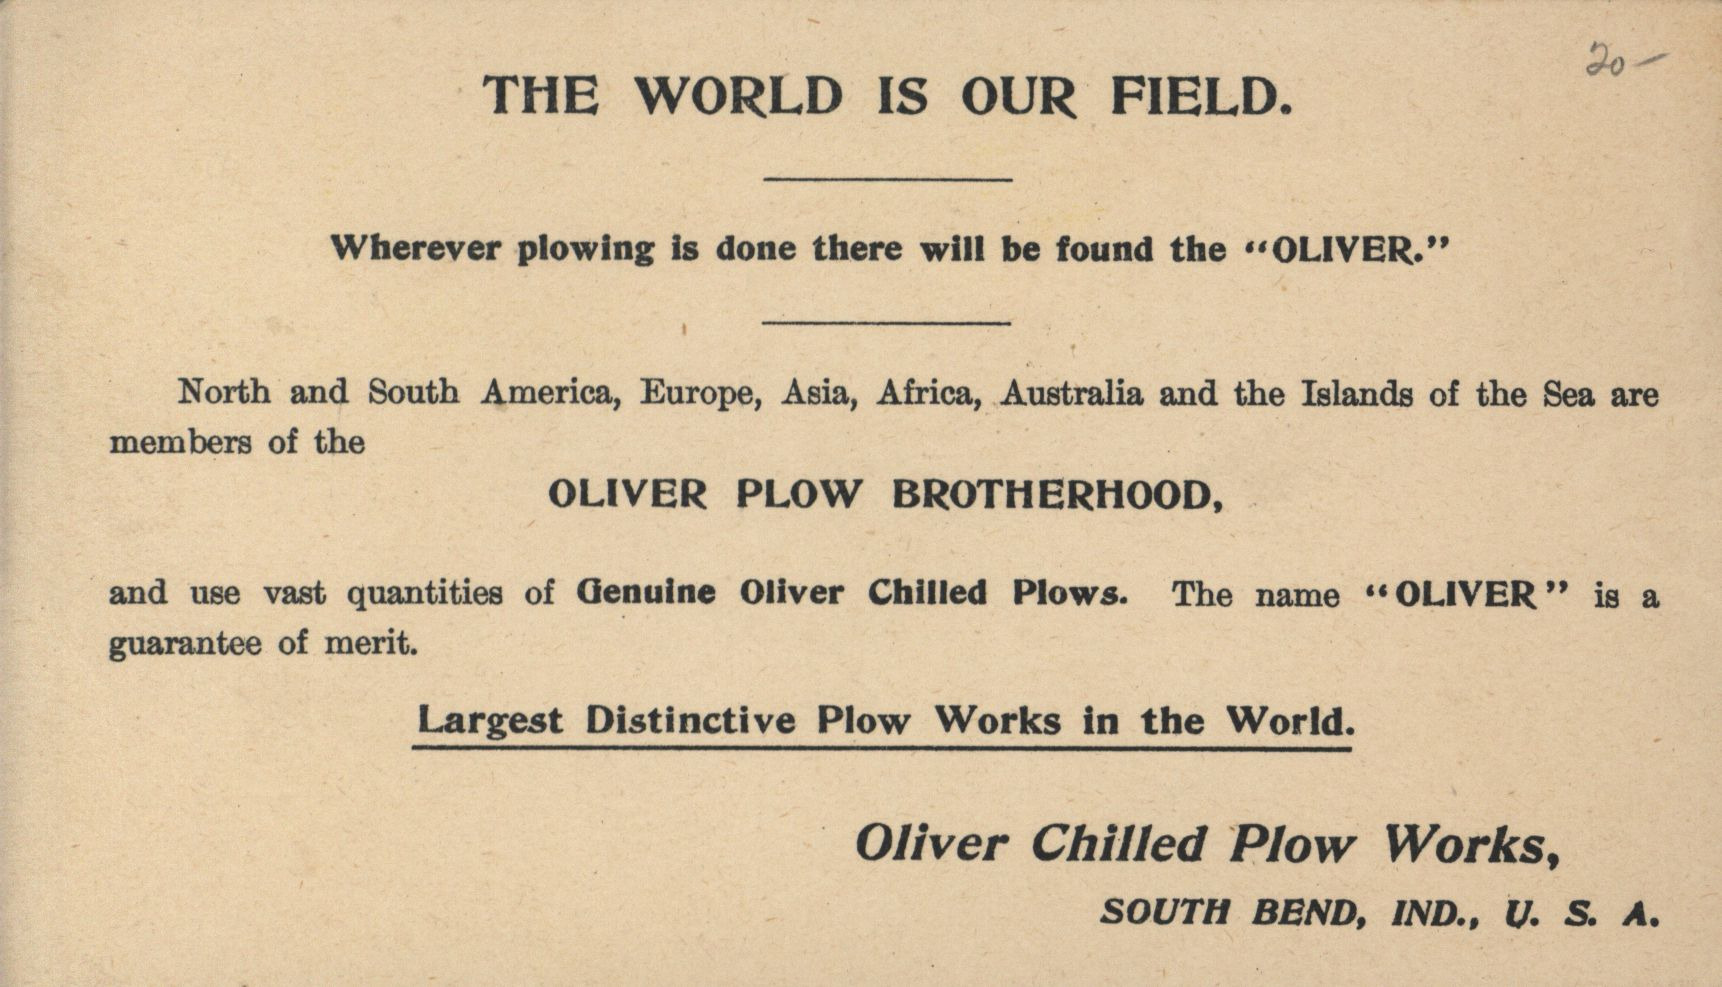 20-
THE WORLD IS OUR FIELD.
Wherever plowing is done there will be found the “OLIVER.”
North and South America, Europe, Asia, Africa, Australia and the Islands of the Sea are
members of the
OLIVER PLOW BROTHERHOOD,
and use vast quantities of Genuine Oliver Chilled Plows. The name “OLIVER” is a
guarantee of merit.
Largest Distinctive Plow Works in the World.
Oliver Chilled Plow Works,
SOUTH BEND, IND., U. S. A.